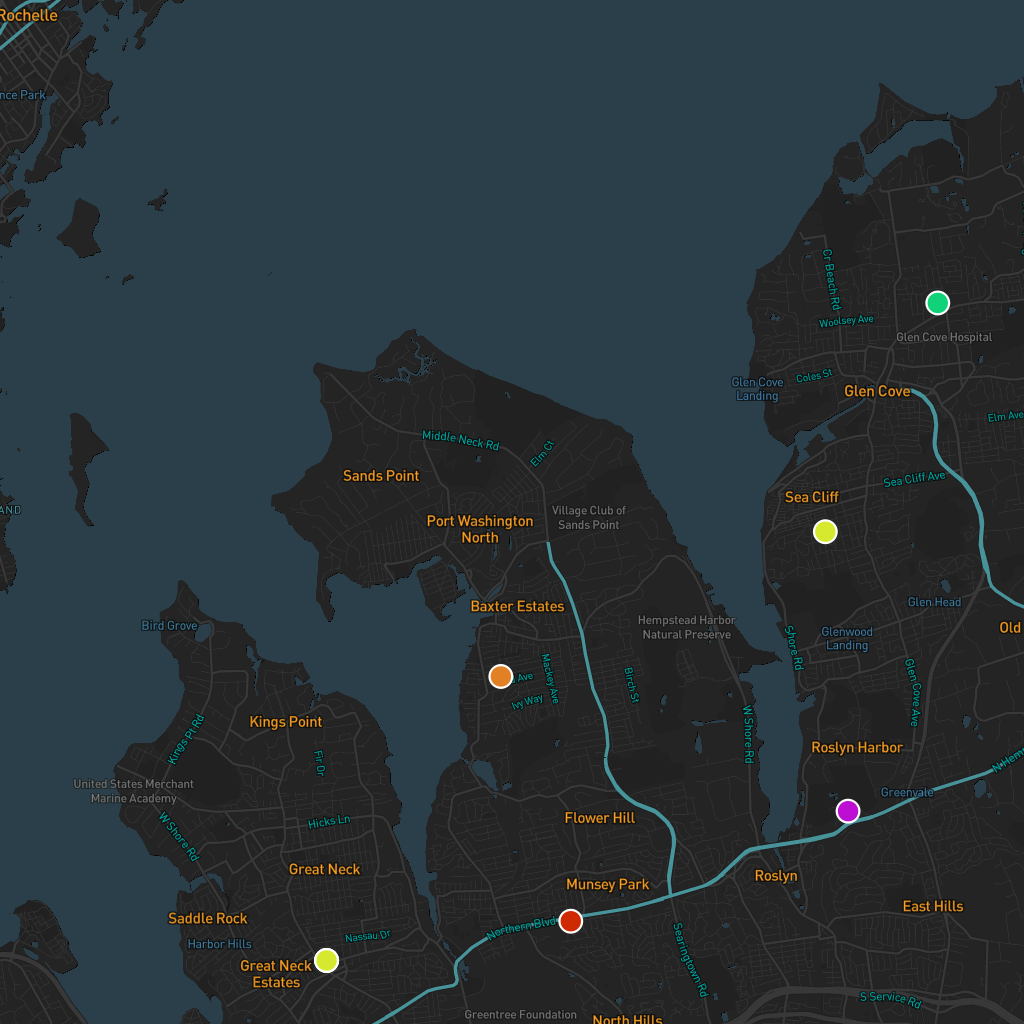 Rochelle
nce Park
Cr Beach Rd
Woolsey Ave
Glen Cove Hospital
Coles St
Glen Cove
Landing
Glen Cove
Elm Ave
Middle Neck Rd
Elm Ct
Sands Point
Sea Cliff Ave
Sea Cliff
AND
Village Club of
Sands Point
Port Washington
North
Baxter Estates
Glen Head
Bird Grove
Hempstead Harbor
Natural Preserve
Glenwood
Landing
Old
Shore Rd
Mackey Ave
Ave
Birch St
Glen Cove Ave
Ivy Way
Kings Point
Kings Pt Rd
W Shore Rd
Roslyn Harbor
Fir Dr
N Hem
United States Merchant
Marine Academy
Greenvale
Hicks Ln
Flower Hill
W Shore Rd
Great Neck
Munsey Park
Roslyn
East Hills
Saddle Rock
Northern Blvd
Nassau Dr
Harbor Hills
Searingtown Rd
Great Neck
Estates
S Service Rd
Greentree Foundation
North Hills